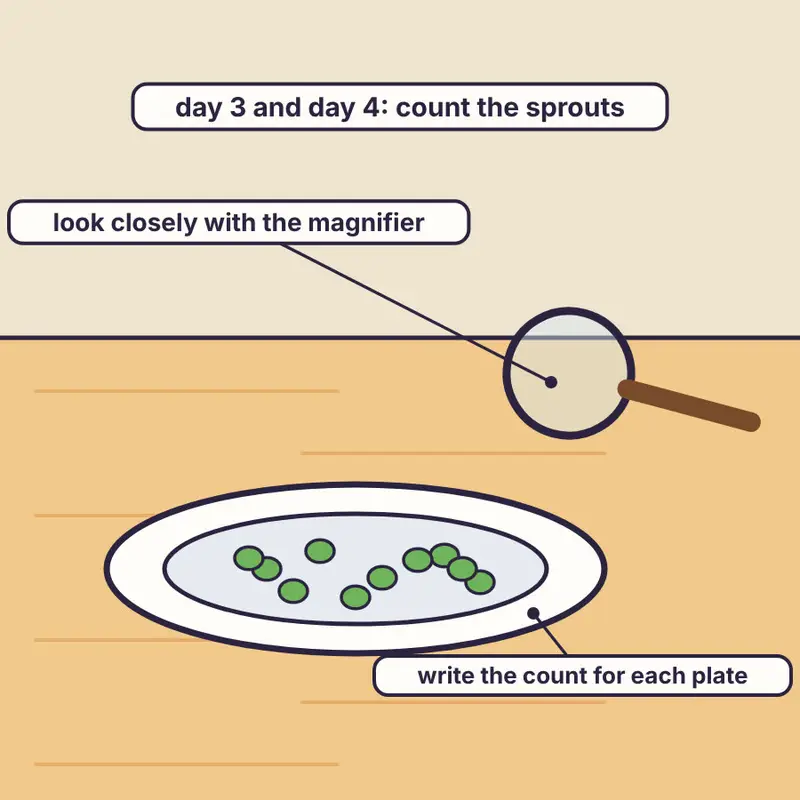 day 3 and day 4: count the sprouts
look closely with the magnifier
write the count for each plate